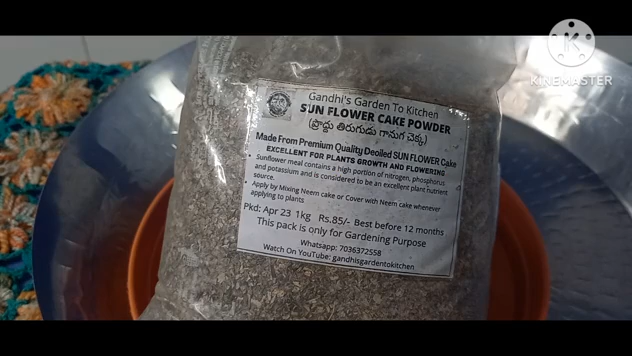 KINEMASTER
Gandhi's Garden To Kitchen
SUN FLOWER CAKE POWDER
(ప్రొద్దు తిరుగుడు గానుగ చెక్క)
Made From Premium Quality Deoiled SUN FLOWER Cake
EXCELLENT FOR PLANTS GROWTH AND FLOWERING
• Sunflower meal contains a high portion of nitrogen, phosphorus
and potassium and is considered to be an excellent plant nutrient
source.
• Apply by Mixing Neem cake or Cover with Neem cake whenever
applying to plants
Pkd: Apr 23 1kg Rs.85/- Best before 12 months
This pack is only for Gardening Purpose
Whatsapp: 7036372558
Watch On YouTube: gandhisgardentokitchen